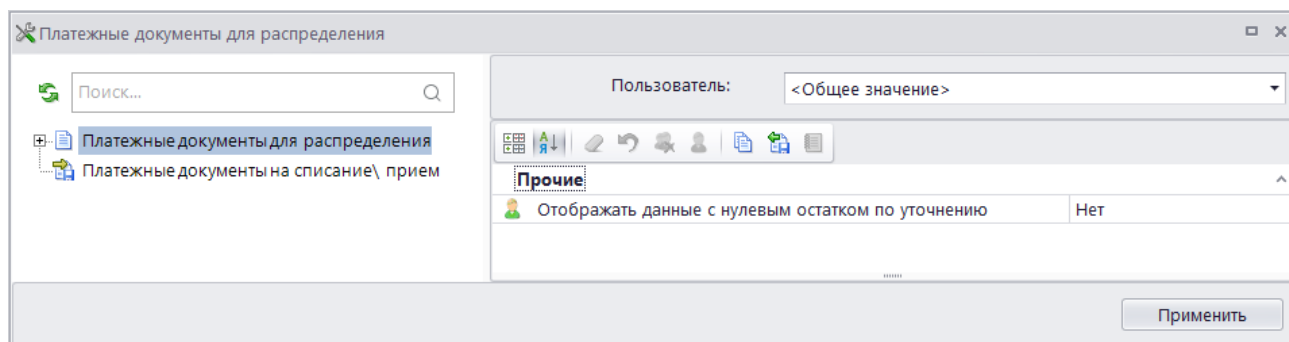 Платежные документы для распределения
Поиск...
Платежные документы для распределения
Платежные документы на списание\ прием
Пользователь:
<Общее значение>
А
Я
Прочие
Отображать данные с нулевым остатком по уточнению
Нет
Применить